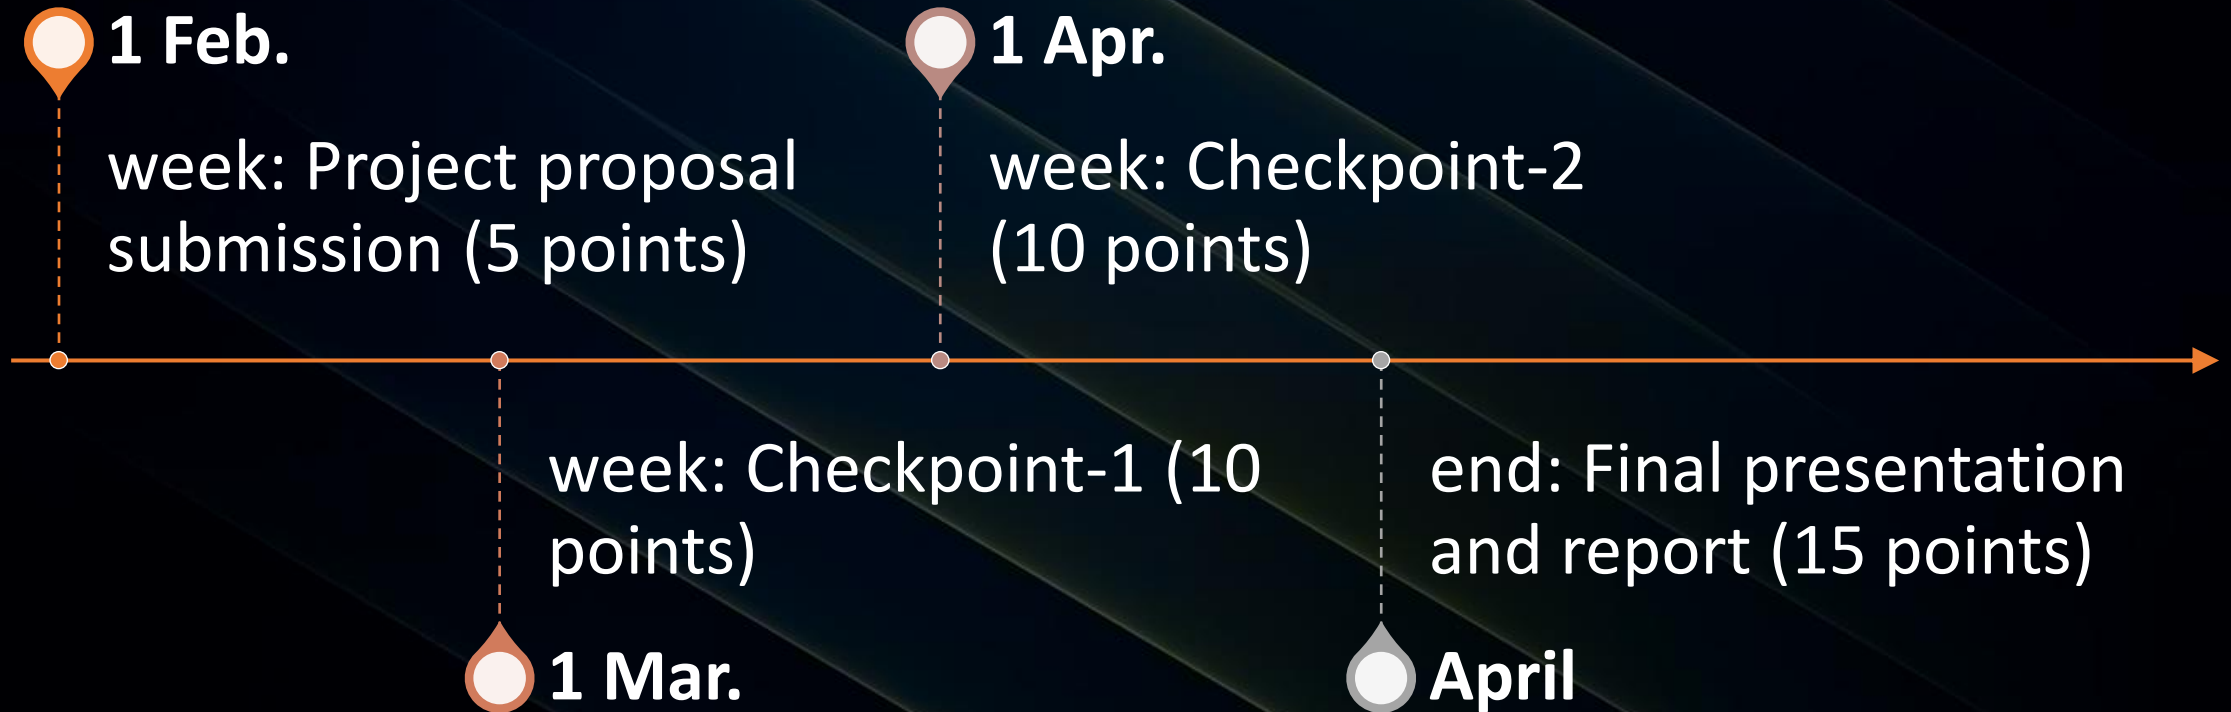 1 Feb.
week: Project proposal
submission (5 points)
1 Apr.
week: Checkpoint-2
(10 points)
week: Checkpoint-1 (10
points)
1 Mar.
end: Final presentation
and report (15 points)
April